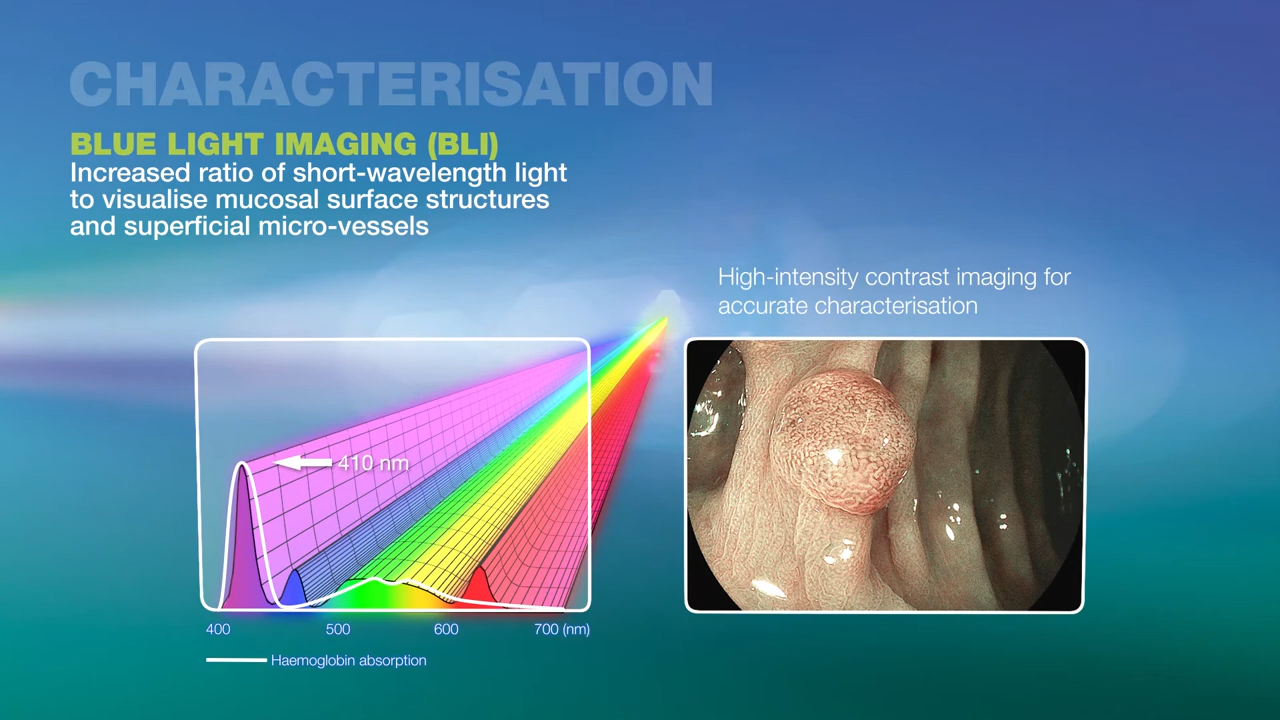 CHARACTERISATION
BLUE LIGHT IMAGING (BLI)
Increased ratio of short-wavelength light
to visualise mucosal surface structures
and superficial micro-vessels
High-intensity contrast imaging for
accurate characterisation
410 nm
400 500 600 700 (nm)
Haemoglobin absorption